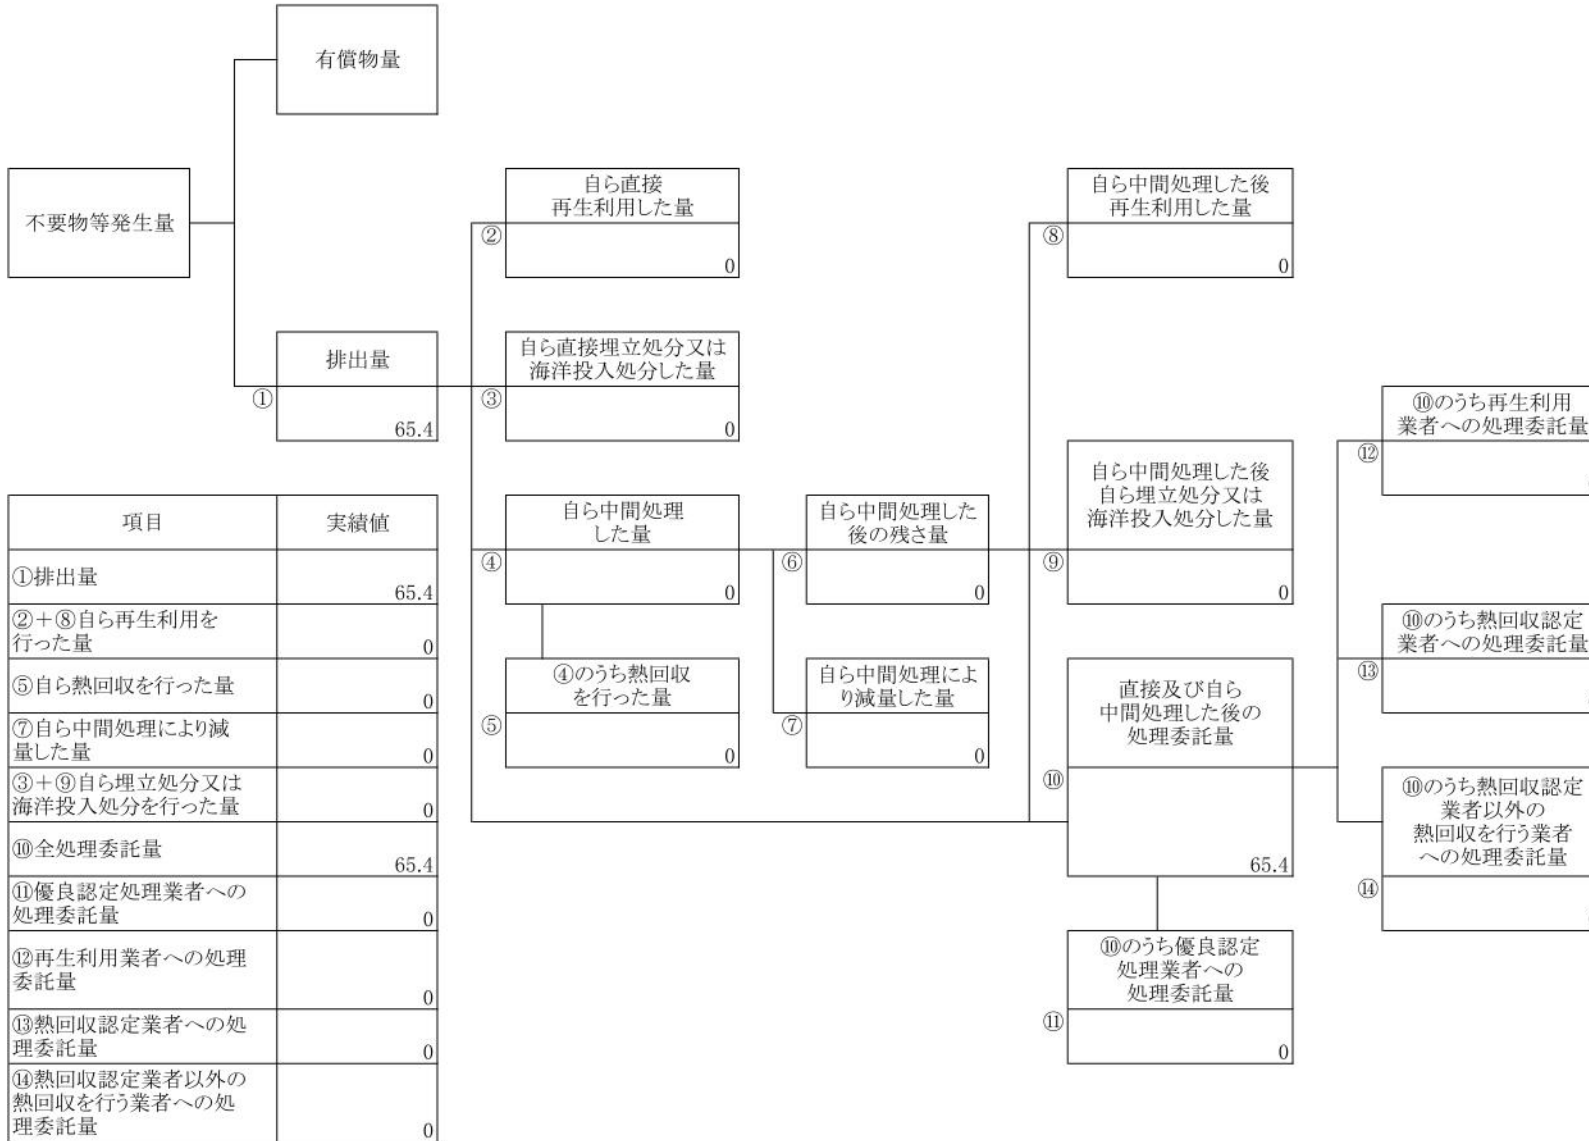 有償物量
不要物等発生量
自ら直接
再生利用した量
②
0
自ら中間処理した後
再生利用した量
⑧
0
排出量
①
65.4
自ら直接埋立処分又は
海洋投入処分した量
③
0
⑩のうち再生利用
業者への処理委託量
⑫
自ら中間処理
した量
④
0
自ら中間処理した
後の残さ量
⑥
0
自ら中間処理した後
自ら埋立処分又は
海洋投入処分した量
⑨
0
⑩のうち熱回収認定
業者への処理委託量
⑬
④のうち熱回収
を行った量
⑤
0
自ら中間処理によ
り減量した量
⑦
0
直接及び自ら
中間処理した後の
処理委託量
⑩
65.4
⑩のうち熱回収認定
業者以外の
熱回収を行う業者
への処理委託量
⑭
⑩のうち優良認定
処理業者への
処理委託量
⑪
0
項目 実績値
①排出量
65.4
②＋⑧自ら再生利用を
行った量 0
⑤自ら熱回収を行った量
0
⑦自ら中間処理により減
量した量 0
③＋⑨自ら埋立処分又は
海洋投入処分を行った量 0
⑩全処理委託量
65.4
⑪優良認定処理業者への
処理委託量 0
⑫再生利用業者への処理
委託量
0
⑬熱回収認定業者への処
理委託量 0
⑭熱回収認定業者以外の
熱回収を行う業者への処
理委託量 0